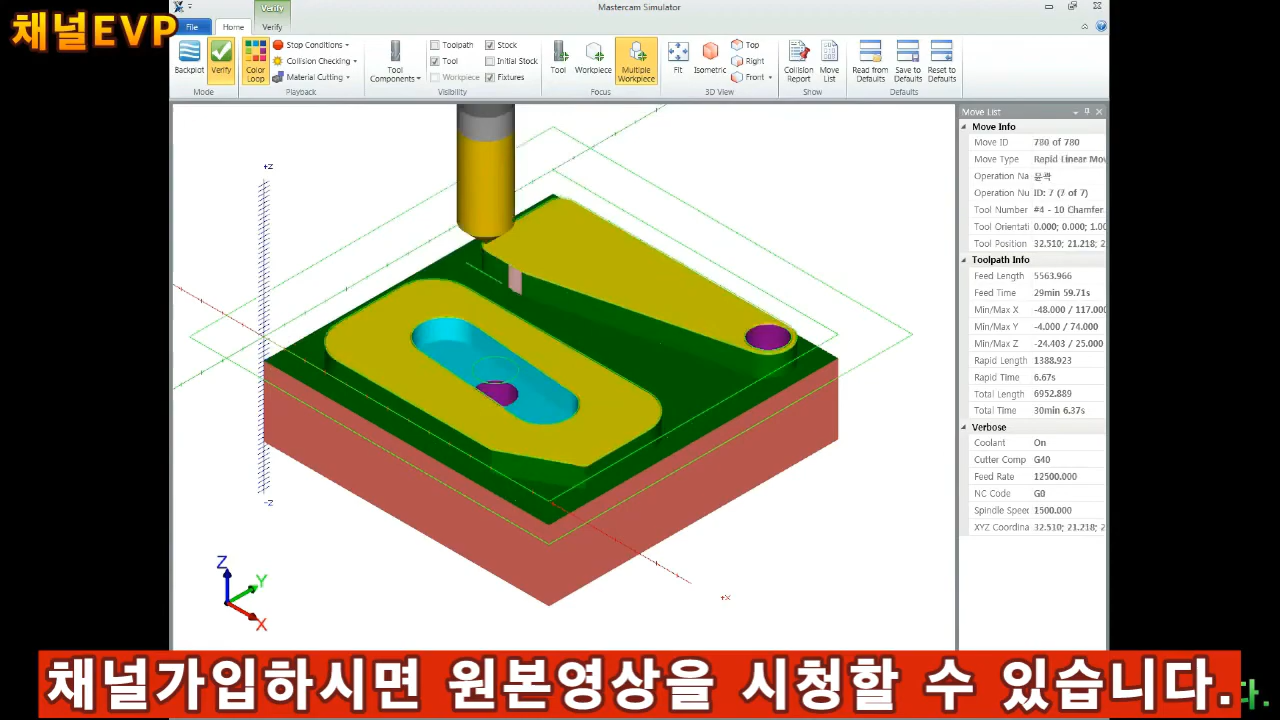 채널EVP
Mastercam Simulator
Verify
File
Home
Verify
Backplot
Verify
Mode
Color Loop
Stop Conditions
Collision Checking
Material Cutting
Playback
Tool Components
Toolpath
Tool
Workpiece
Stock
Initial Stock
Fixtures
Visibility
Tool
Workpiece
Multiple Workpiece
Focus
Fit
Isometric
Top
Right
Front
3D View
Collision Report
Move List
Show
Read from Defaults
Save to Defaults
Reset to Defaults
Defaults
Move List
Move Info
Move ID 780 of 780
Move Type Rapid Linear Mov
Operation Na 윤곽
Operation Nu ID: 7 (7 of 7)
Tool Number #4 - 10 Chamfer
Tool Orientati 0.000; 0.000; 1.00
Tool Position 32.510; 21.218; 2
Toolpath Info
Feed Length 5563.966
Feed Time 29min 59.71s
Min/Max X -48.000 / 117.000
Min/Max Y -4.000 / 74.000
Min/Max Z -24.403 / 25.000
Rapid Length 1388.923
Rapid Time 6.67s
Total Length 6952.889
Total Time 30min 6.37s
Verbose
Coolant On
Cutter Comp G40
Feed Rate 12500.000
NC Code G0
Spindle Speed 1500.000
XYZ Coordina 32.510; 21.218; 2
+Z
-Z
+X
Z
Y
X
채널가입하시면 원본영상을 시청할 수 있습니다.
다.